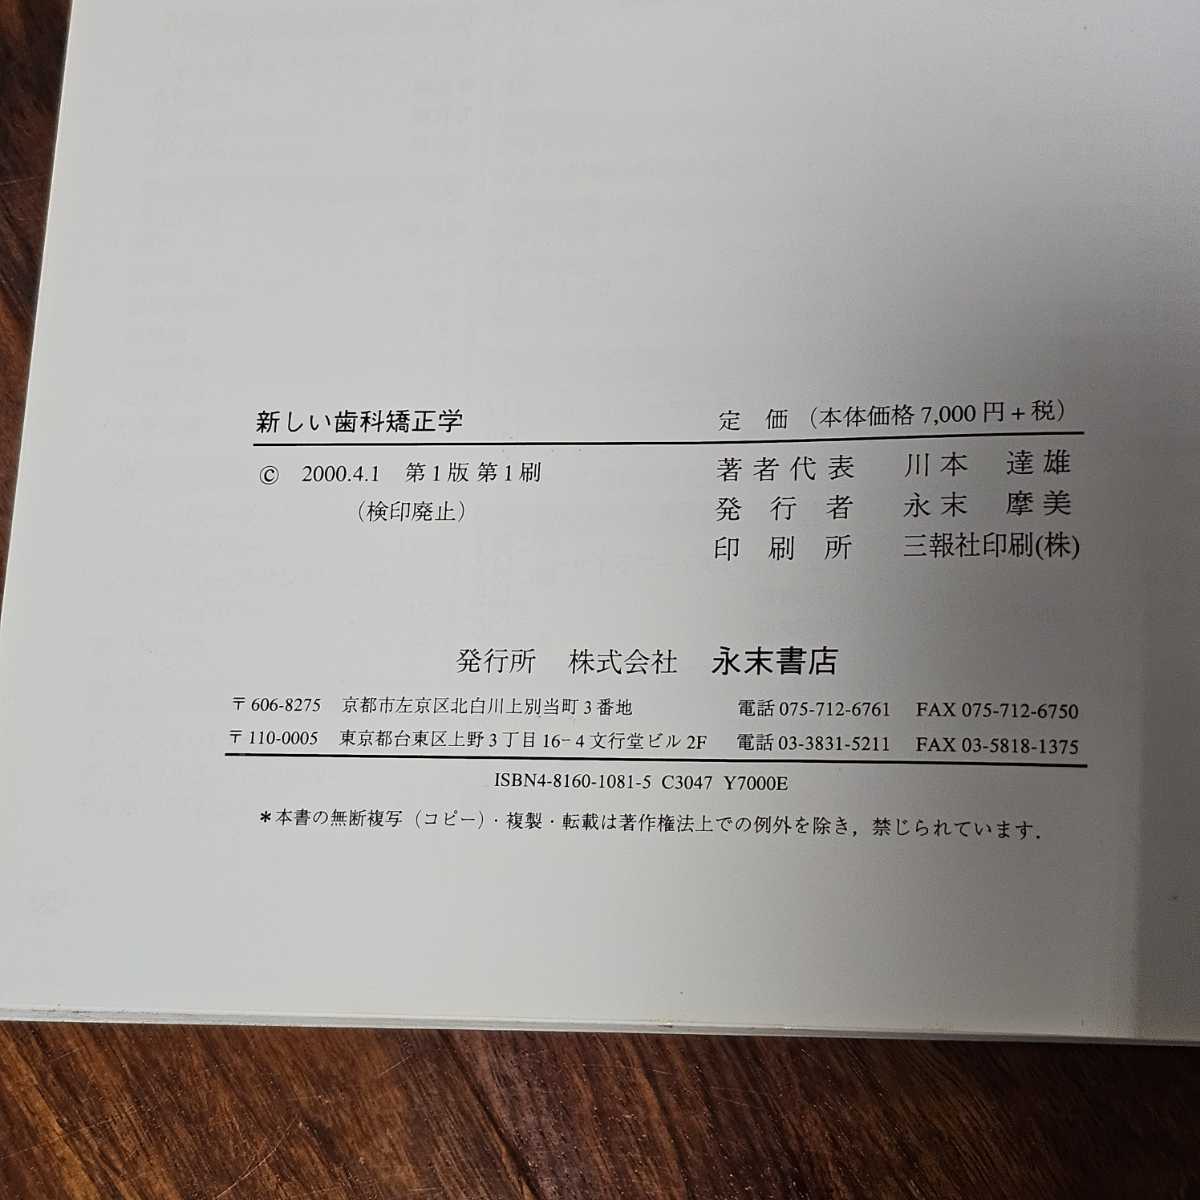 新しい歯科矯正学 定 価 （本体価格 7,000 円 + 税）
© 2000.4.1 第 1 版 第 1 刷 著者代表 川本 達雄
（検印廃止） 発 行 者 永末 摩美
印 刷 所 三報社印刷(株)
発行所 株式会社 永末書店
〒606-8275 京都市左京区北白川上別当町 3 番地 電話 075-712-6761 FAX 075-712-6750
〒110-0005 東京都台東区上野 3 丁目 16−4 文行堂ビル 2F 電話 03-3831-5211 FAX 03-5818-1375
ISBN4-8160-1081-5 C3047 Y7000E
＊本書の無断複写（コピー）・複製・転載は著作権法上での例外を除き，禁じられています．